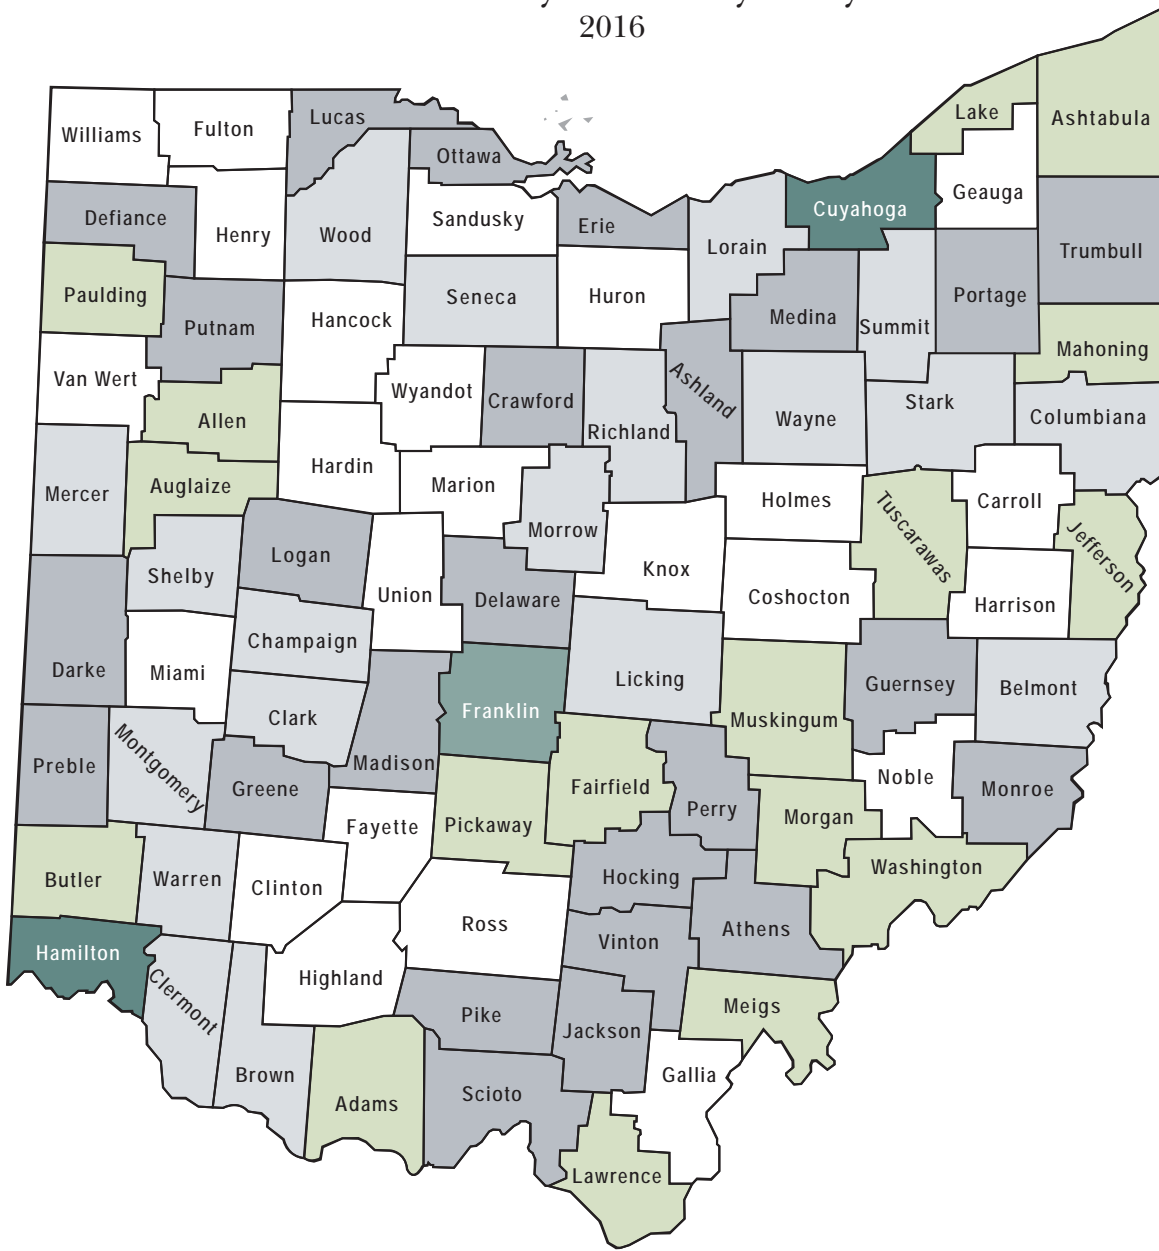 2016
Lake
Ashtabula
Lucas
Fulton
Williams
Ottawa
Geauga
Cuyahoga
Defiance
Sandusky
Erie
Henry
Wood
Lorain
Trumbull
Paulding
Seneca
Huron
Portage
Medina
Hancock
Putnam
Summit
Mahoning
Van Wert
Wyandot
Ashland
Crawford
Stark
Allen
Wayne
Columbiana
Richland
Hardin
Marion
Auglaize
Mercer
Holmes
Carroll
Morrow
Tuscarawas
Jefferson
Logan
Knox
Shelby
Union
Coshocton
Delaware
Harrison
Champaign
Darke
Miami
Licking
Guernsey
Belmont
Franklin
Clark
Muskingum
Montgomery
Preble
Madison
Noble
Greene
Fairfield
Monroe
Perry
Morgan
Fayette
Pickaway
Washington
Butler
Warren
Clinton
Hocking
Ross
Athens
Vinton
Hamilton
Highland
Clermont
Meigs
Pike
Jackson
Brown
Gallia
Scioto
Adams
Lawrence